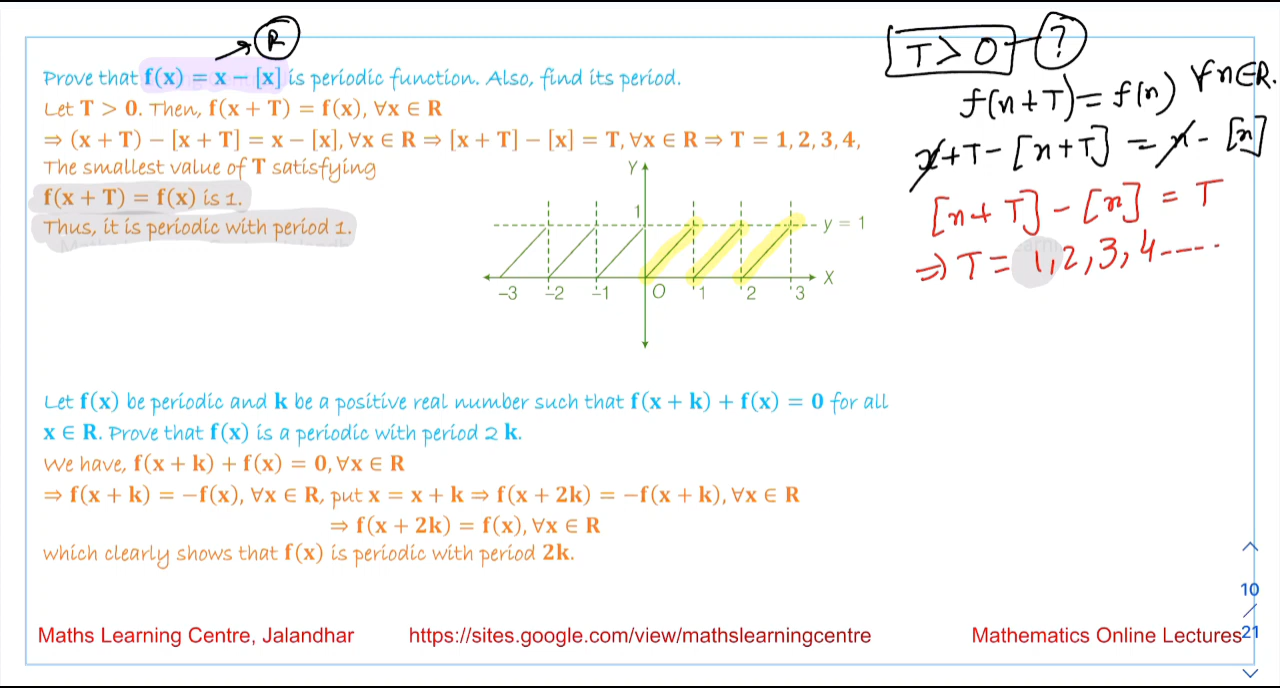 R
Prove that f(x) = x − [x] is periodic function. Also, find its period.
Let T > 0. Then, f(x + T) = f(x), ∀x ∈ R
⇒ (x + T) − [x + T] = x − [x], ∀x ∈ R ⇒ [x + T] − [x] = T, ∀x ∈ R ⇒ T = 1, 2, 3, 4,
The smallest value of T satisfying
f(x + T) = f(x) is 1.
Thus, it is periodic with period 1.
Y
1
y = 1
X
−3 −2 −1 O 1 2 3
T > 0 ?
f(n+T) = f(n) ∀n∈R.
x+T−[n+T] = x−[n]
[n+T]−[n] = T
⇒ T = 1, 2, 3, 4.....
Let f(x) be periodic and k be a positive real number such that f(x + k) + f(x) = 0 for all
x ∈ R. Prove that f(x) is a periodic with period 2 k.
We have, f(x + k) + f(x) = 0, ∀x ∈ R
⇒ f(x + k) = −f(x), ∀x ∈ R, put x = x + k ⇒ f(x + 2k) = −f(x + k), ∀x ∈ R
⇒ f(x + 2k) = f(x), ∀x ∈ R
which clearly shows that f(x) is periodic with period 2k.
10
/
21
Maths Learning Centre, Jalandhar https://sites.google.com/view/mathslearningcentre Mathematics Online Lectures